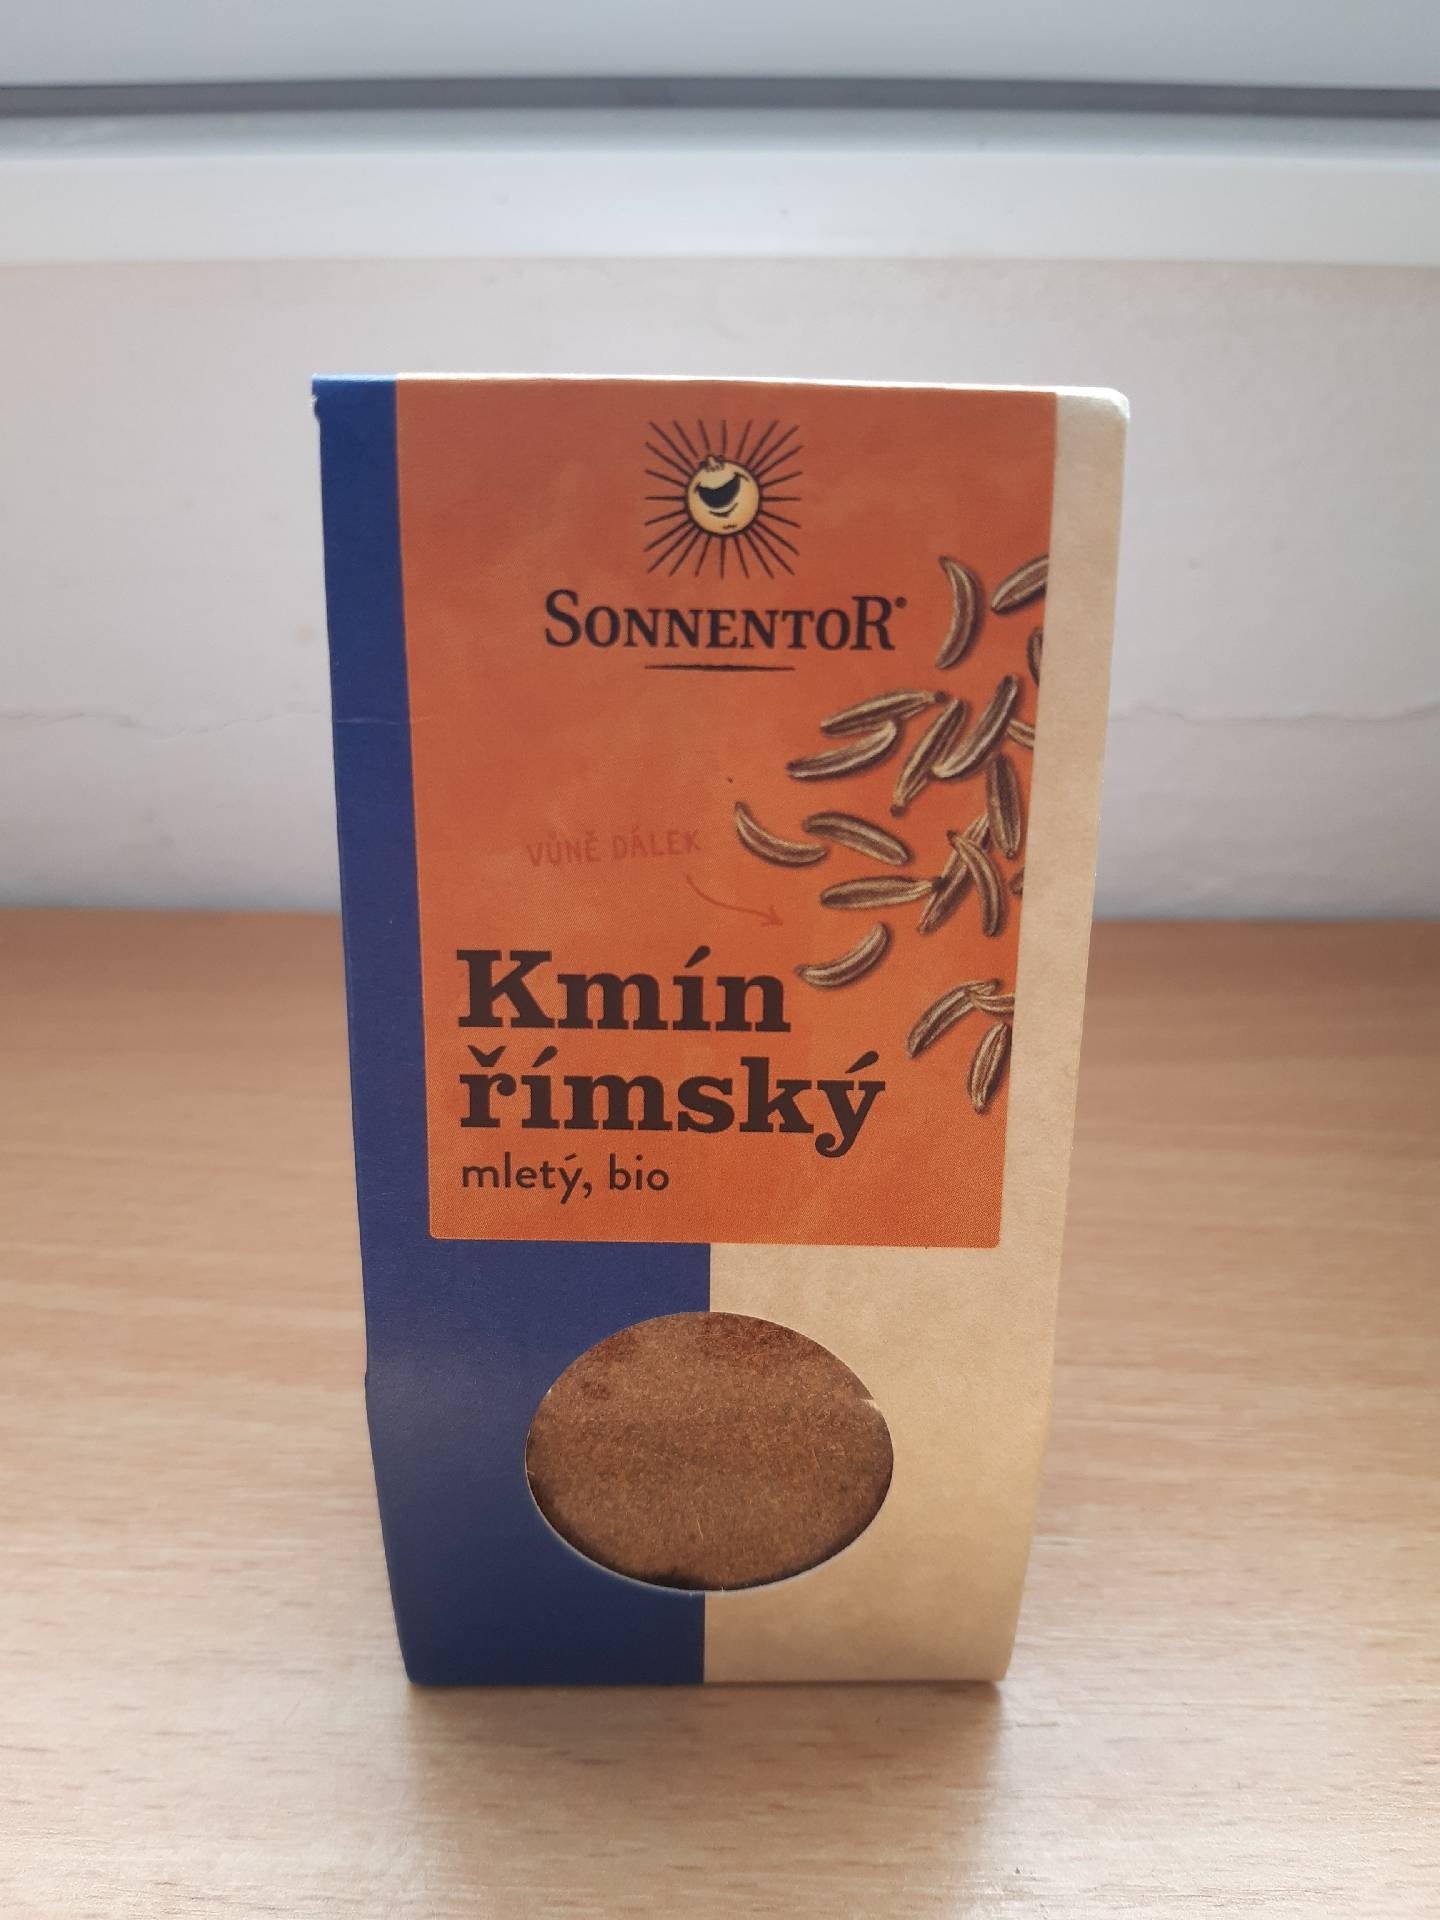 SONNENTOR®
VŮNĚ DÁLEK
Kmín
římský
mletý, bio